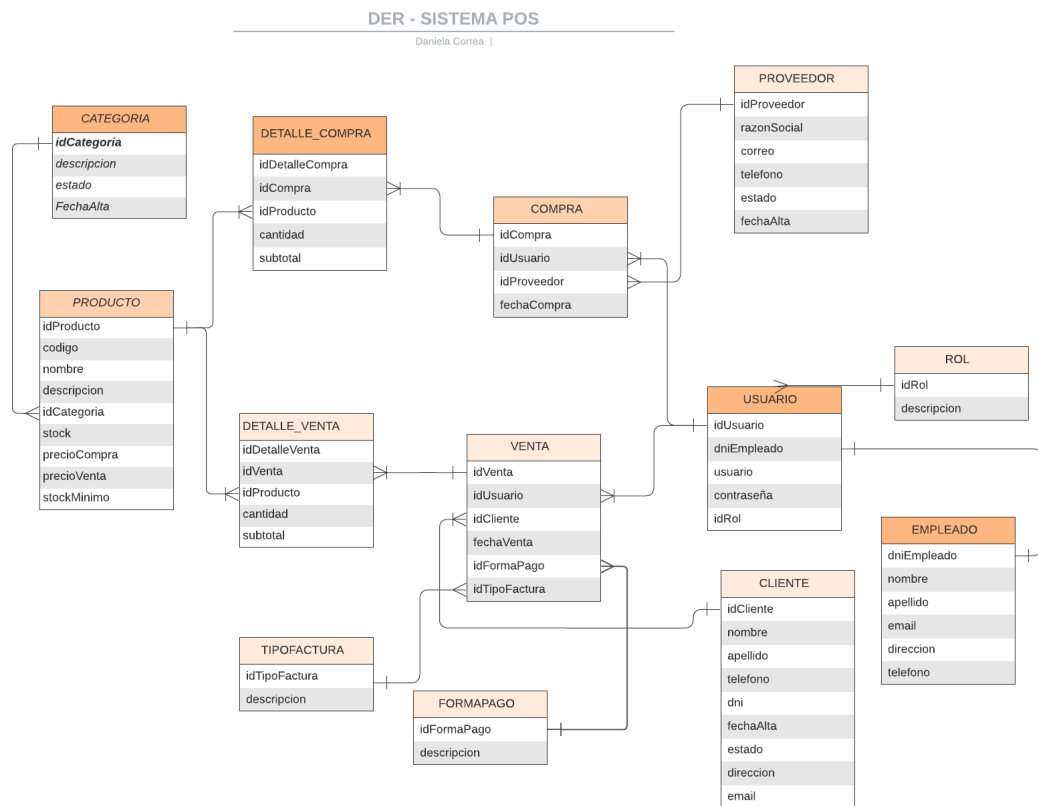 DER - SISTEMA POS
Daniela Correa |
CATEGORIA
idCategoria
descripcion
estado
FechaAlta
PRODUCTO
idProducto
codigo
nombre
descripcion
idCategoria
stock
precioCompra
precioVenta
stockMinimo
DETALLE_COMPRA
idDetalleCompra
idCompra
idProducto
cantidad
subtotal
DETALLE_VENTA
idDetalleVenta
idVenta
idProducto
cantidad
subtotal
TIPOFACTURA
idTipoFactura
descripcion
COMPRA
idCompra
idUsuario
idProveedor
fechaCompra
VENTA
idVenta
idUsuario
idCliente
fechaVenta
idFormaPago
idTipoFactura
FORMAPAGO
idFormaPago
descripcion
PROVEEDOR
idProveedor
razonSocial
correo
telefono
estado
fechaAlta
USUARIO
idUsuario
dniEmpleado
usuario
contraseña
idRol
CLIENTE
idCliente
nombre
apellido
telefono
dni
fechaAlta
estado
direccion
email
ROL
idRol
descripcion
EMPLEADO
dniEmpleado
nombre
apellido
email
direccion
telefono